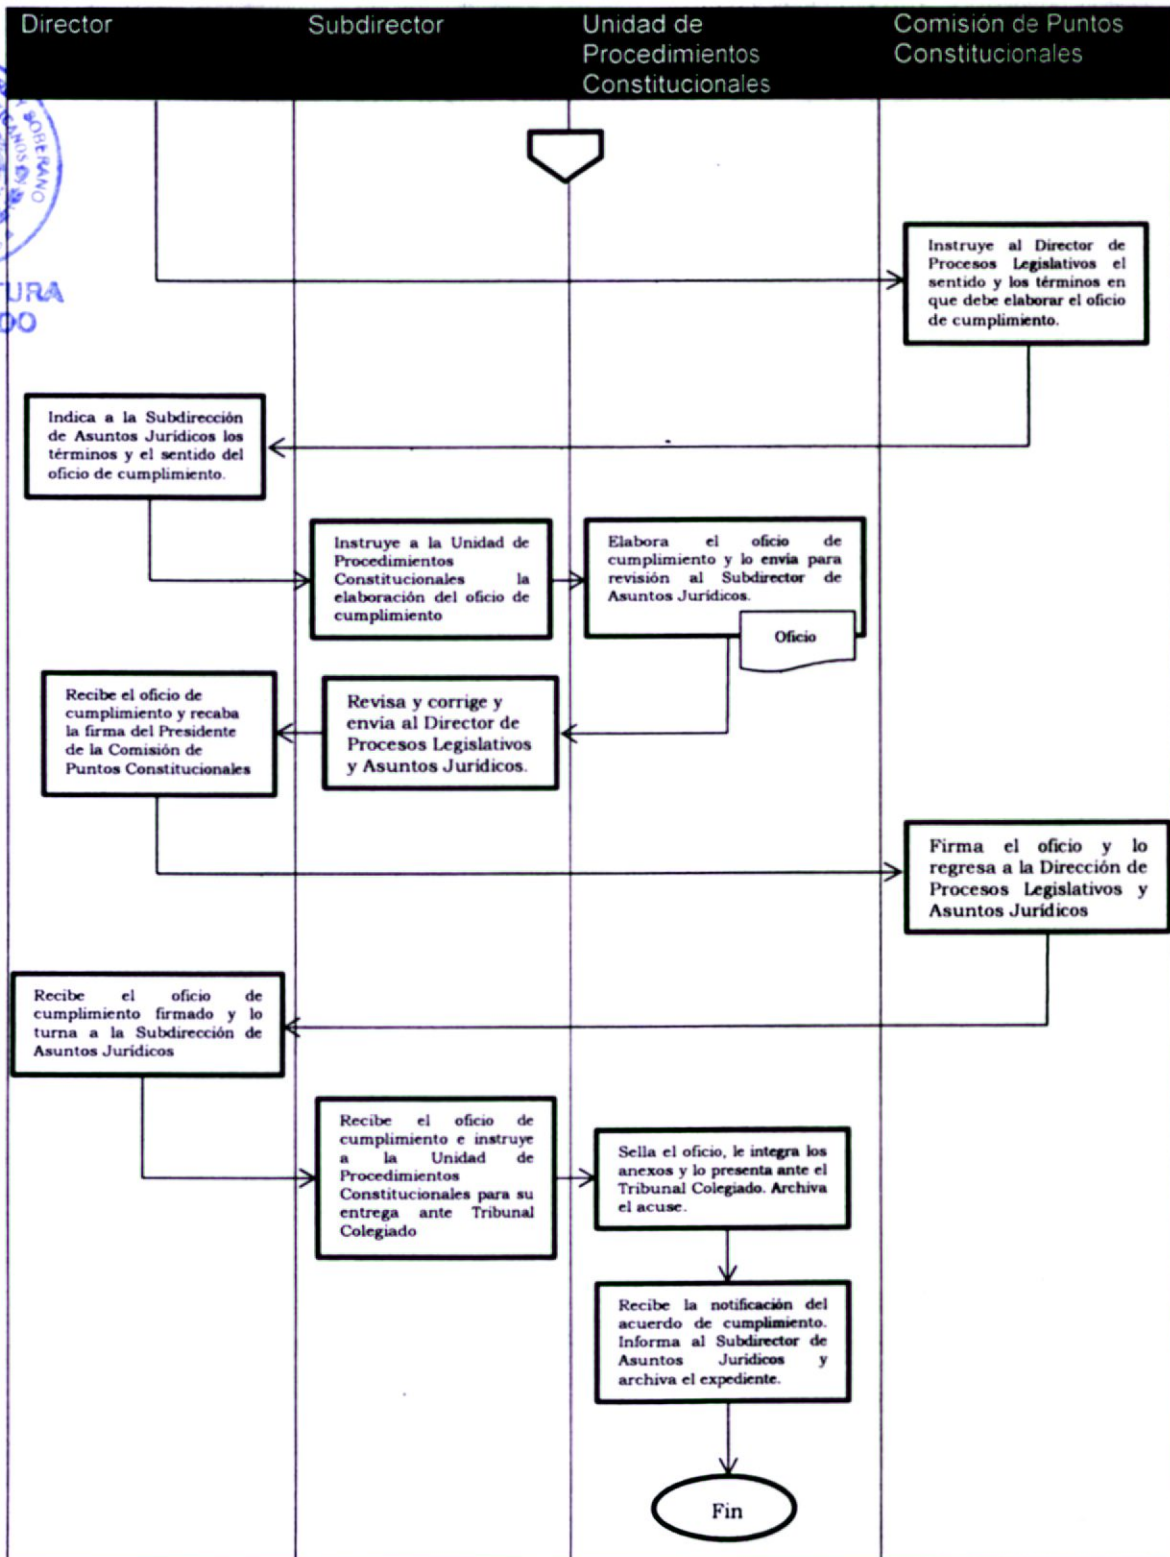 Director
Subdirector
Unidad de
Procedimientos
Constitucionales
Comisión de Puntos
Constitucionales
Y SOBERANO
TURA
DO
Instruye al Director de
Procesos Legislativos el
sentido y los términos en
que debe elaborar el oficio
de cumplimiento.
Indica a la Subdirección
de Asuntos Jurídicos los
términos y el sentido del
oficio de cumplimiento.
Instruye a la Unidad de
Procedimientos
Constitucionales la
elaboración del oficio de
cumplimiento
Elabora el oficio de
cumplimiento y lo envía para
revisión al Subdirector de
Asuntos Jurídicos.
Oficio
Recibe el oficio de
cumplimiento y recaba
la firma del Presidente
de la Comisión de
Puntos Constitucionales
Revisa y corrige y
envía al Director de
Procesos Legislativos
y Asuntos Jurídicos.
Firma el oficio y lo
regresa a la Dirección de
Procesos Legislativos y
Asuntos Jurídicos
Recibe el oficio de
cumplimiento firmado y lo
turna a la Subdirección de
Asuntos Jurídicos
Recibe el oficio de
cumplimiento e instruye
a la Unidad de
Procedimientos
Constitucionales para su
entrega ante Tribunal
Colegiado
Sella el oficio, le integra los
anexos y lo presenta ante el
Tribunal Colegiado. Archiva
el acuse.
Recibe la notificación del
acuerdo de cumplimiento.
Informa al Subdirector de
Asuntos Jurídicos y
archiva el expediente.
Fin